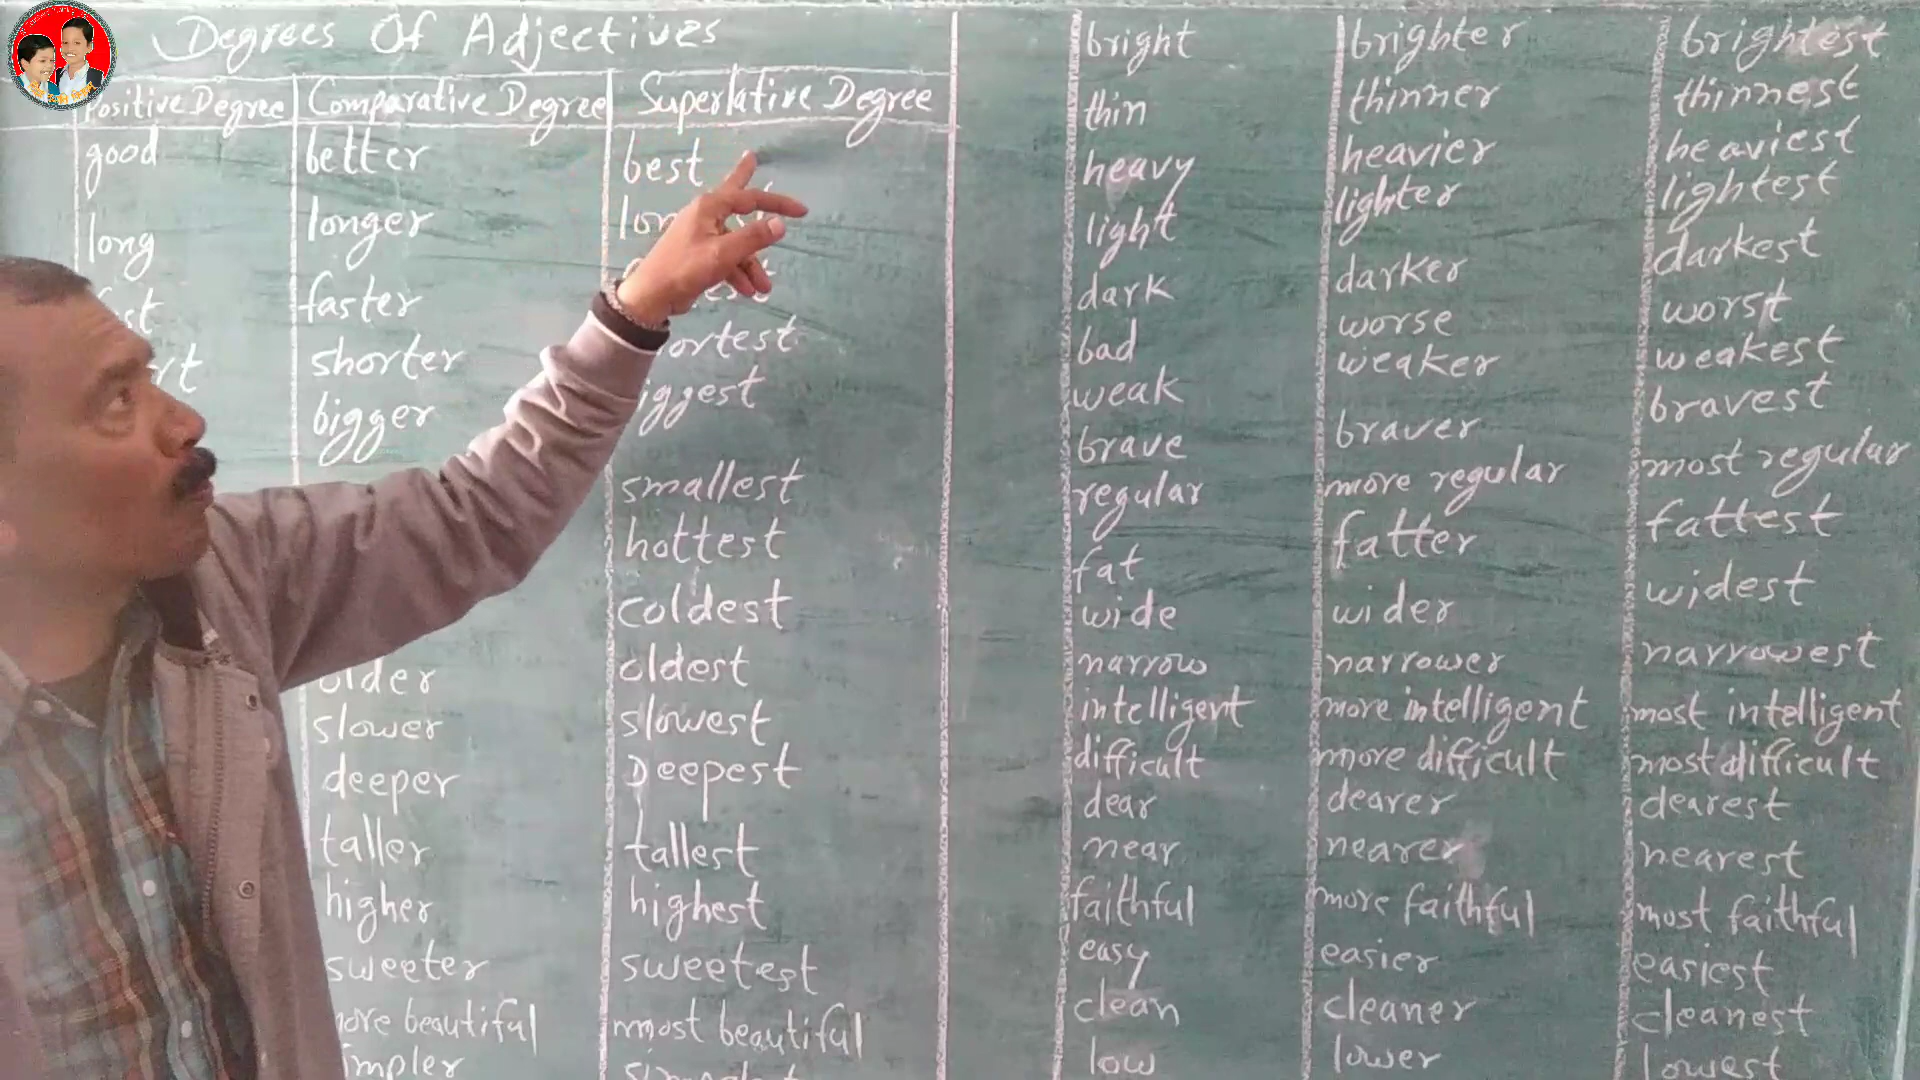 Degrees Of Adjectives
Positive Degree Comparative Degree Superlative Degree
good better best
long longer
faster
shorter
bigger
smallest
hottest
coldest
oldest
slower slowest
deeper Deepest
taller tallest
higher highest
sweeter sweetest
beautiful most beautiful
bright brighter brightest
thin thinner thinnest
heavy heavier heaviest
light lighter lightest
dark darker darkest
bad worse worst
weak weaker weakest
brave braver bravest
regular more regular most regular
fat fatter fattest
wide wider widest
narrow narrower narrowest
intelligent more intelligent most intelligent
difficult more difficult most difficult
dear dearer dearest
near nearer nearest
faithful more faithful most faithful
easy easier easiest
clean cleaner cleanest
low lower lowest